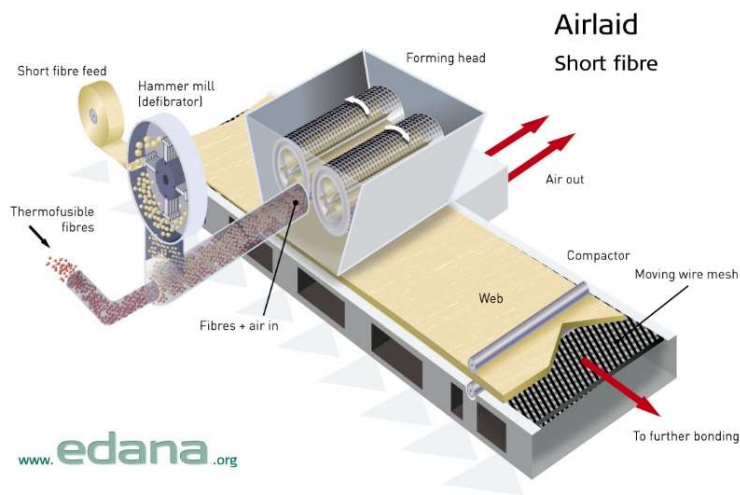 Airlaid
Short fibre
Forming head
Short fibre feed
Hammer mill
(defibrator)
Air out
Thermofusible
fibres
Compactor
Moving wire mesh
Web
Fibres + air in
To further bonding
www.edana.org